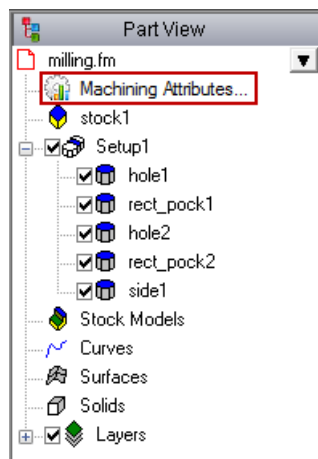 Part View
milling.fm
Machining Attributes...
stock1
Setup1
hole1
rect_pock1
hole2
rect_pock2
side1
Stock Models
Curves
Surfaces
Solids
Layers